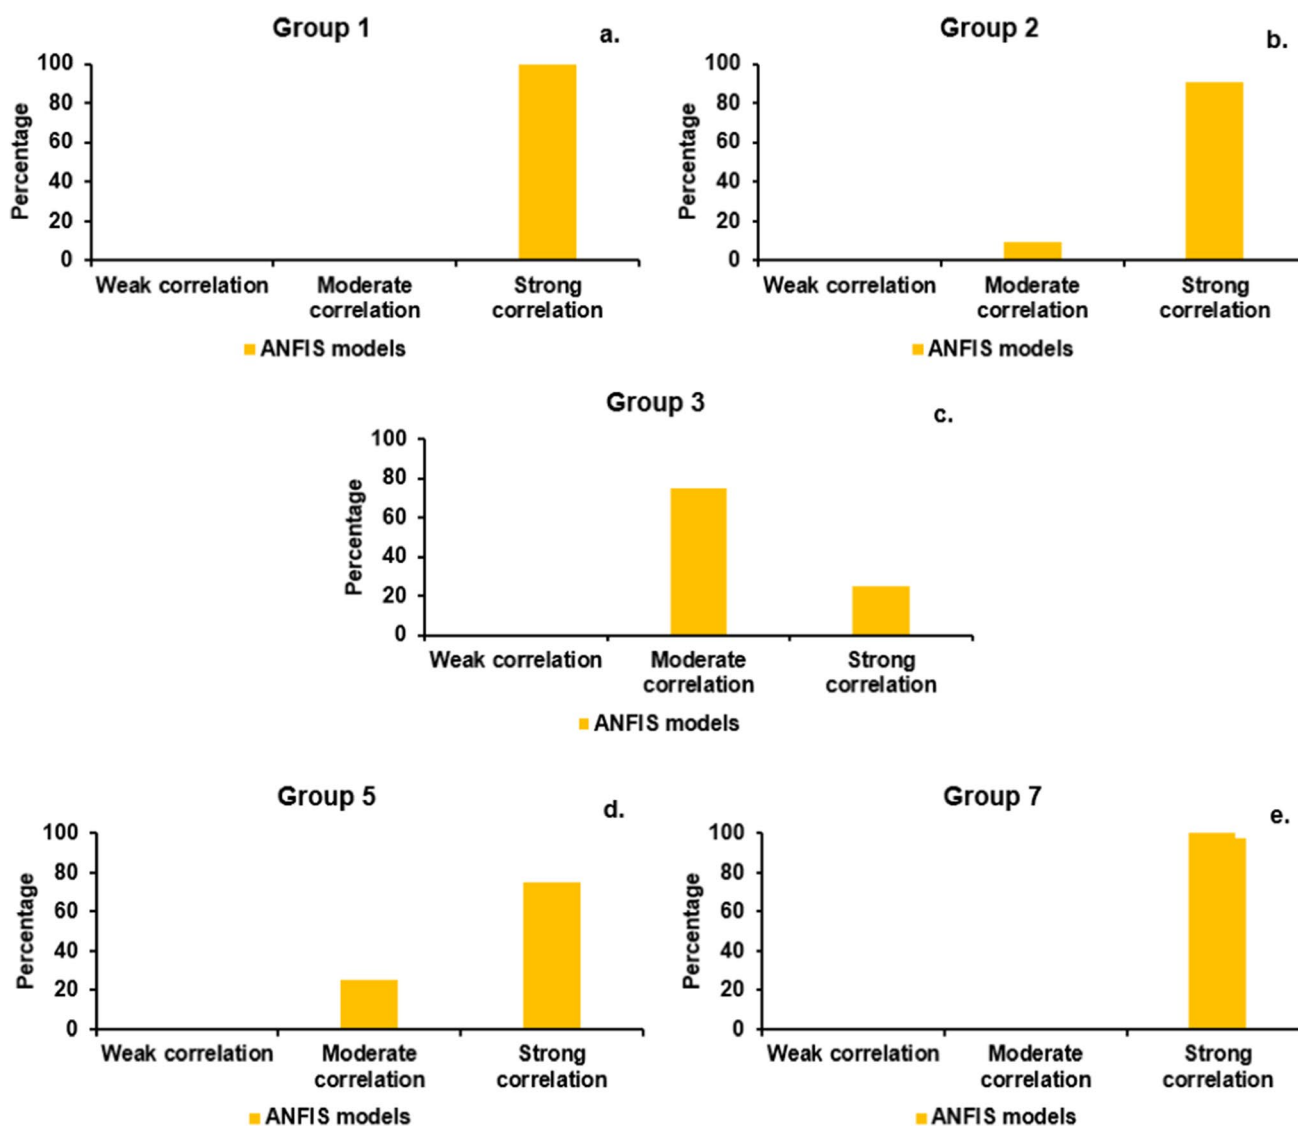 Group 1
a.
100
80
60
40
20
0
Percentage
Weak correlation
Moderate
correlation
Strong
correlation
ANFIS models
Group 2
b.
100
80
60
40
20
0
Percentage
Weak correlation
Moderate
correlation
Strong
correlation
ANFIS models
Group 3
c.
100
80
60
40
20
0
Percentage
Weak correlation
Moderate
correlation
Strong
correlation
ANFIS models
Group 5
d.
100
80
60
40
20
0
Percentage
Weak correlation
Moderate
correlation
Strong
correlation
ANFIS models
Group 7
e.
100
80
60
40
20
0
Percentage
Weak correlation
Moderate
correlation
Strong
correlation
ANFIS models